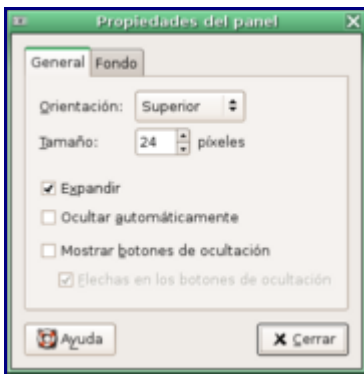 Propiedades del panel
General Fondo
Orientación: Superior
Tamaño: 24 píxeles
Expandir
Ocultar automáticamente
Mostrar botones de ocultación
Flechas en los botones de ocultación
Ayuda Cerrar